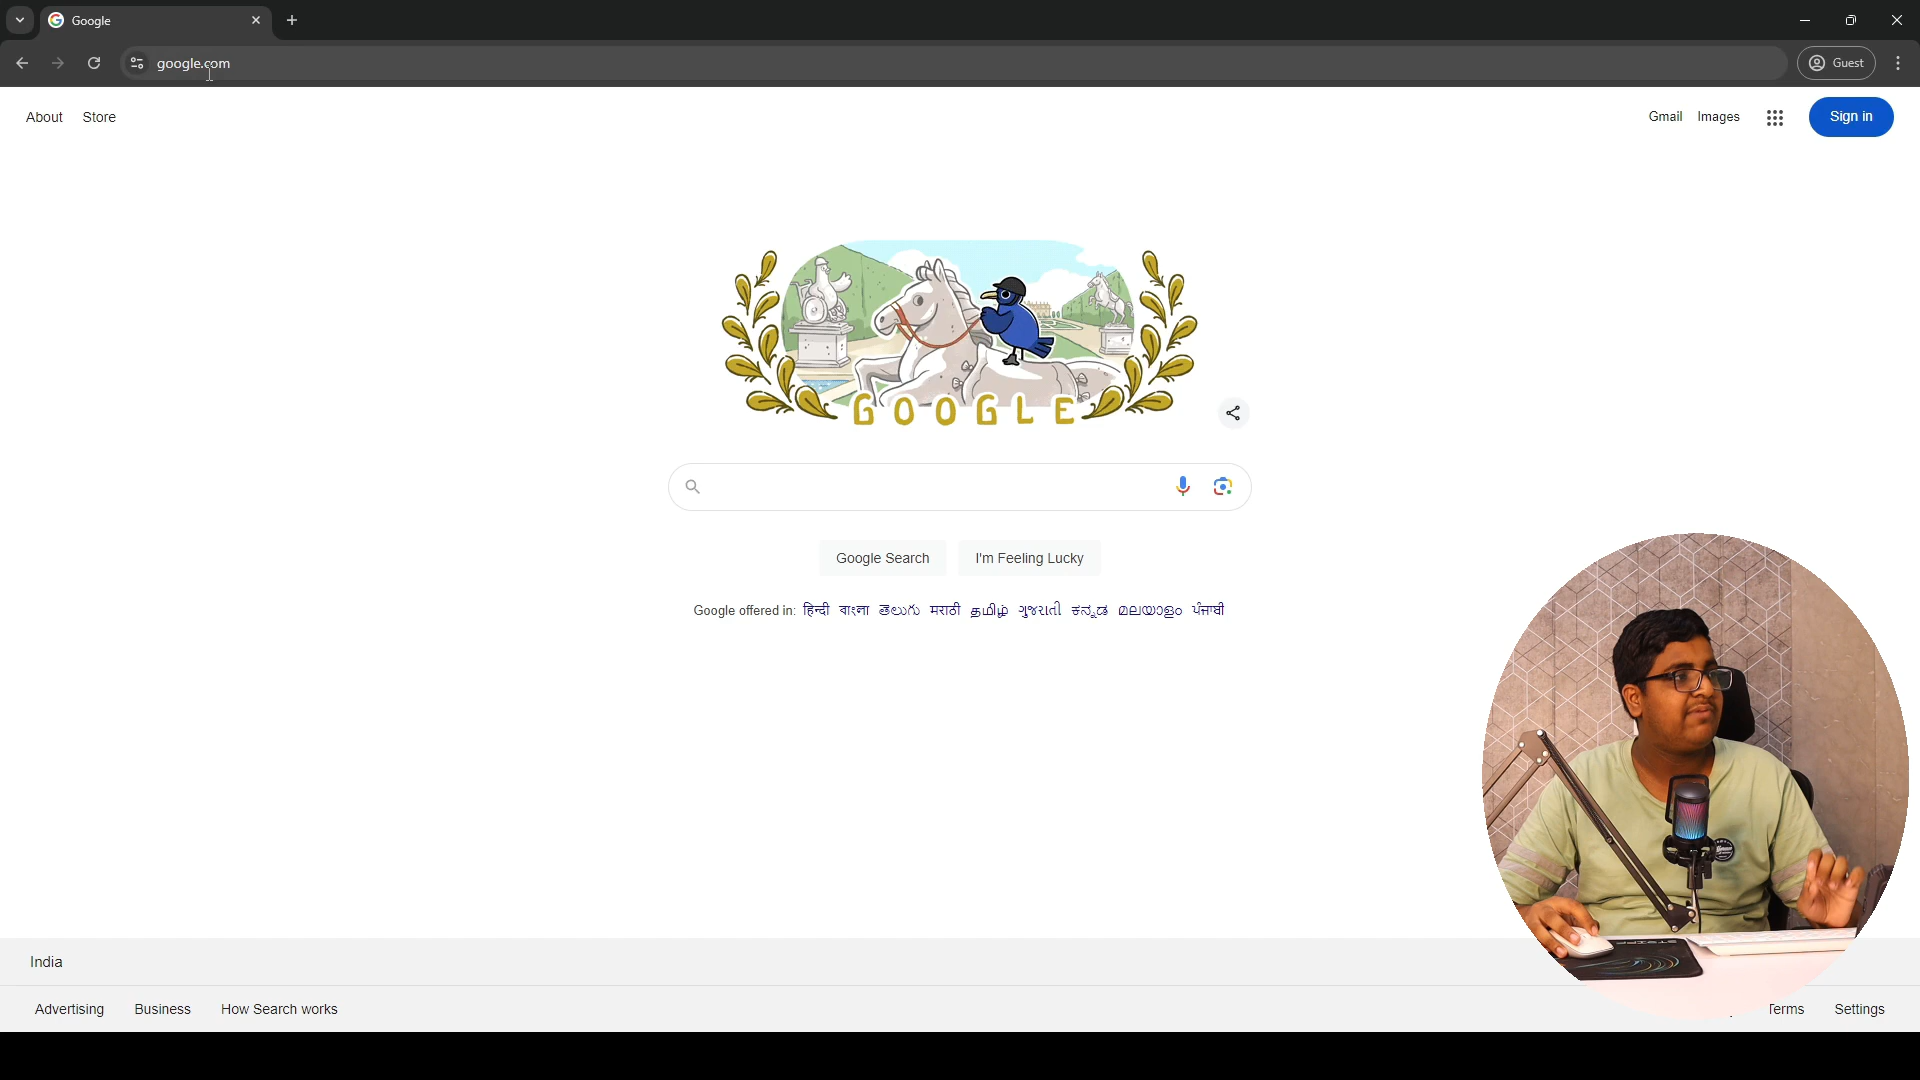 Google
google.com
Guest
About Store
Gmail Images Sign in
GOOGLE
Google Search I'm Feeling Lucky
Google offered in: हिन्दी বাংলা తెలుగు मराठी தமிழ் ગુજરાતી ಕನ್ನಡ മലയാളം ਪੰਜਾਬੀ
India
Advertising Business How Search works
Terms Settings